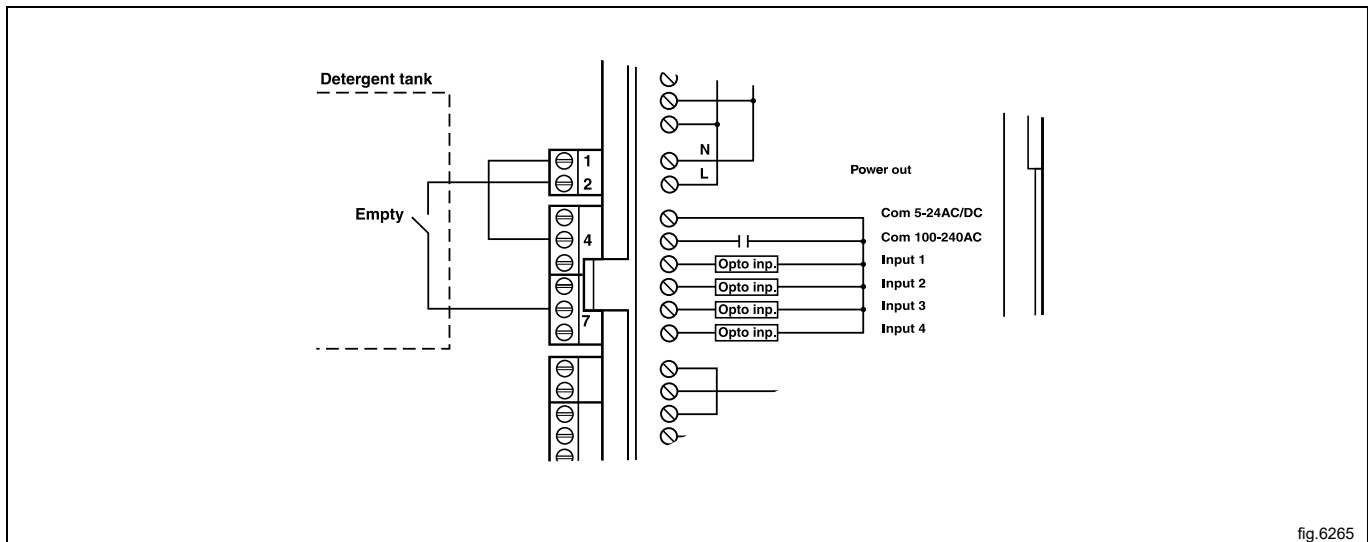 Detergent tank
1
2
Empty
4
7
N
L
Power out
Com 5-24AC/DC
Com 100-240AC
Opto inp. Input 1
Opto inp. Input 2
Opto inp. Input 3
Opto inp. Input 4
fig.6265